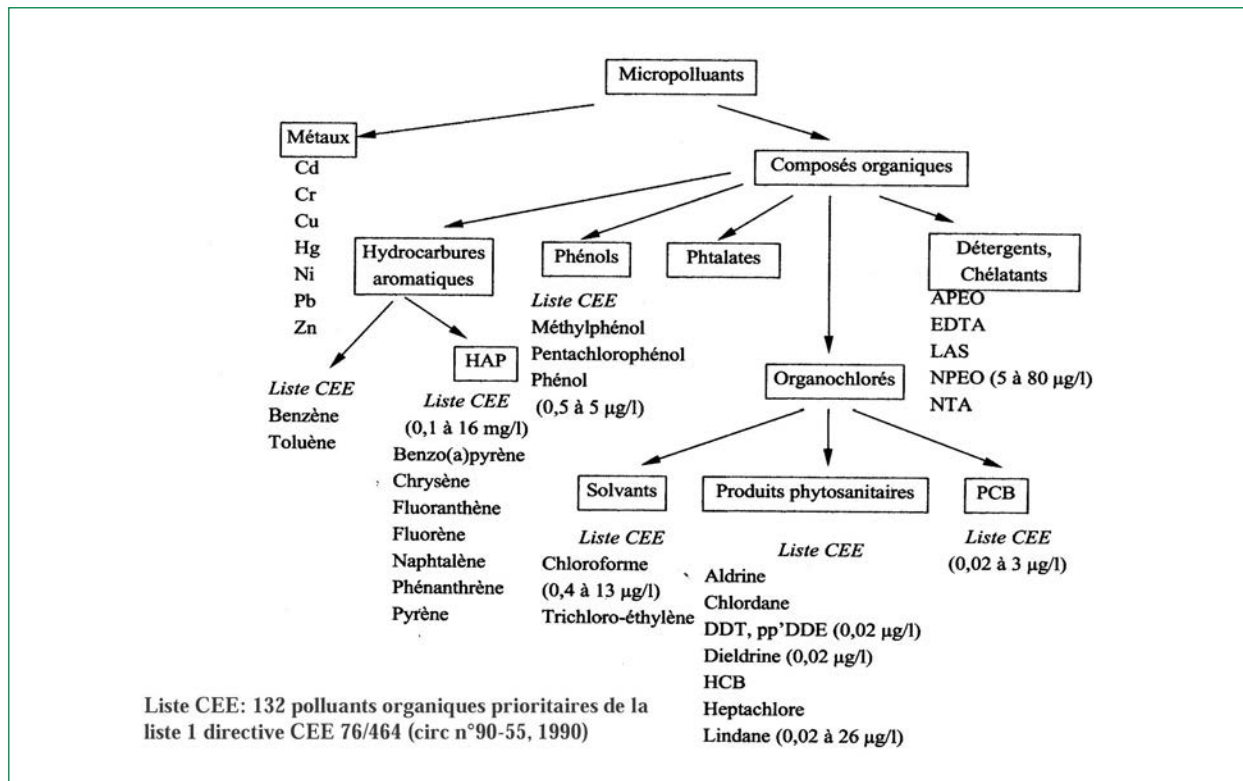 Micropolluants
Métaux
Cd
Cr
Cu
Hg
Ni
Pb
Zn
Composés organiques
Hydrocarbures
aromatiques
Liste CEE
Benzène
Toluène
HAP
Liste CEE
(0,1 à 16 mg/l)
Benzo(a)pyrène
Chrysène
Fluoranthène
Fluorène
Naphtalène
Phénanthrène
Pyrène
Phénols
Liste CEE
Méthylphénol
Pentachlorophénol
Phénol
(0,5 à 5 µg/l)
Phtalates
Détergents,
Chélatants
APEO
EDTA
LAS
NPEO (5 à 80 µg/l)
NTA
Organochlorés
Solvants
Liste CEE
Chloroforme
(0,4 à 13 µg/l)
Trichloro-éthylène
Produits phytosanitaires
Liste CEE
Aldrine
Chlordane
DDT, pp'DDE (0,02 µg/l)
Dieldrine (0,02 µg/l)
HCB
Heptachlore
Lindane (0,02 à 26 µg/l)
PCB
Liste CEE
(0,02 à 3 µg/l)
Liste CEE: 132 polluants organiques prioritaires de la
liste 1 directive CEE 76/464 (circ n°90-55, 1990)